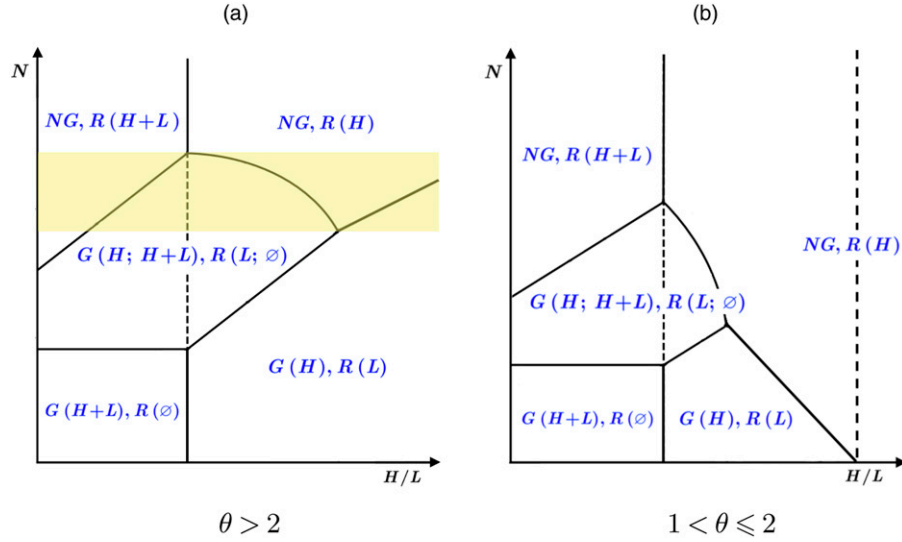 (a)
N
NG, R (H+L)
NG, R (H)
G (H; H+L), R (L; ∅)
G (H), R (L)
G (H+L), R (∅)
H/L
θ > 2
(b)
N
NG, R (H+L)
NG, R (H)
G (H; H+L), R (L; ∅)
G (H+L), R (∅)
G (H), R (L)
H/L
1 < θ ⩽ 2